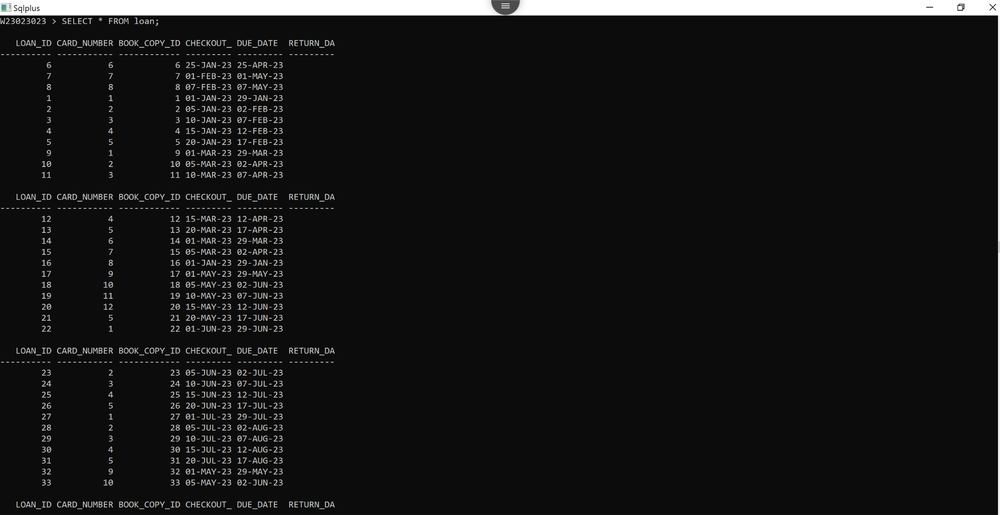 Sqlplus
W23023023 > SELECT * FROM loan;
LOAN_ID CARD_NUMBER BOOK_COPY_ID CHECKOUT_ DUE_DATE RETURN_DA
---------- ----------- ------------ --------- --------- ---------
6 6 6 25-JAN-23 25-APR-23
7 7 7 01-FEB-23 01-MAY-23
8 8 8 07-FEB-23 07-MAY-23
1 1 1 01-JAN-23 29-JAN-23
2 2 2 05-JAN-23 02-FEB-23
3 3 3 10-JAN-23 07-FEB-23
4 4 4 15-JAN-23 12-FEB-23
5 5 5 20-JAN-23 17-FEB-23
9 1 9 01-MAR-23 29-MAR-23
10 2 10 05-MAR-23 02-APR-23
11 3 11 10-MAR-23 07-APR-23
LOAN_ID CARD_NUMBER BOOK_COPY_ID CHECKOUT_ DUE_DATE RETURN_DA
---------- ----------- ------------ --------- --------- ---------
12 4 12 15-MAR-23 12-APR-23
13 5 13 20-MAR-23 17-APR-23
14 6 14 01-MAR-23 29-MAR-23
15 7 15 05-MAR-23 02-APR-23
16 8 16 01-JAN-23 29-JAN-23
17 9 17 01-MAY-23 29-MAY-23
18 10 18 05-MAY-23 02-JUN-23
19 11 19 10-MAY-23 07-JUN-23
20 12 20 15-MAY-23 12-JUN-23
21 5 21 20-MAY-23 17-JUN-23
22 1 22 01-JUN-23 29-JUN-23
LOAN_ID CARD_NUMBER BOOK_COPY_ID CHECKOUT_ DUE_DATE RETURN_DA
---------- ----------- ------------ --------- --------- ---------
23 2 23 05-JUN-23 02-JUL-23
24 3 24 10-JUN-23 07-JUL-23
25 4 25 15-JUN-23 12-JUL-23
26 5 26 20-JUN-23 17-JUL-23
27 1 27 01-JUL-23 29-JUL-23
28 2 28 05-JUL-23 02-AUG-23
29 3 29 10-JUL-23 07-AUG-23
30 4 30 15-JUL-23 12-AUG-23
31 5 31 20-JUL-23 17-AUG-23
32 9 32 01-MAY-23 29-MAY-23
33 10 33 05-MAY-23 02-JUN-23
LOAN_ID CARD_NUMBER BOOK_COPY_ID CHECKOUT_ DUE_DATE RETURN_DA